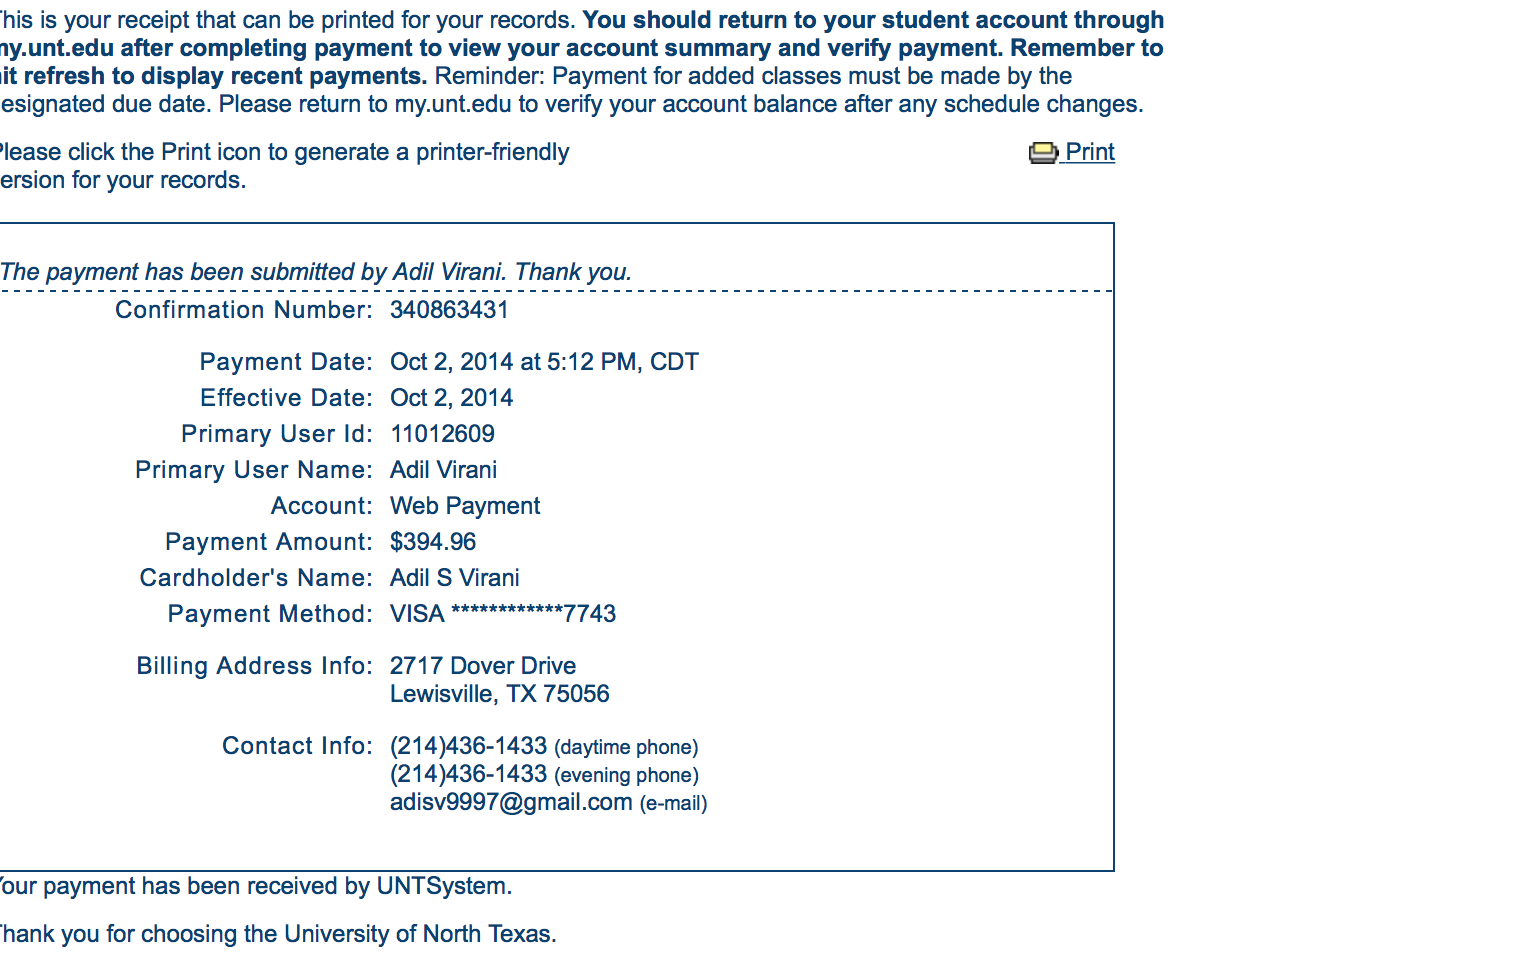 his is your receipt that can be printed for your records. You should return to your student account through
my.unt.edu after completing payment to view your account summary and verify payment. Remember to
it refresh to display recent payments. Reminder: Payment for added classes must be made by the
esignated due date. Please return to my.unt.edu to verify your account balance after any schedule changes.
Please click the Print icon to generate a printer-friendly
Print
ersion for your records.
The payment has been submitted by Adil Virani. Thank you.
Confirmation Number: 340863431
Payment Date: Oct 2, 2014 at 5:12 PM, CDT
Effective Date: Oct 2, 2014
Primary User Id: 11012609
Primary User Name: Adil Virani
Account: Web Payment
Payment Amount: $394.96
Cardholder's Name: Adil S Virani
Payment Method: VISA ************7743
Billing Address Info: 2717 Dover Drive
Lewisville, TX 75056
Contact Info: (214)436-1433 (daytime phone)
(214)436-1433 (evening phone)
adisv9997@gmail.com (e-mail)
our payment has been received by UNTSystem.
hank you for choosing the University of North Texas.